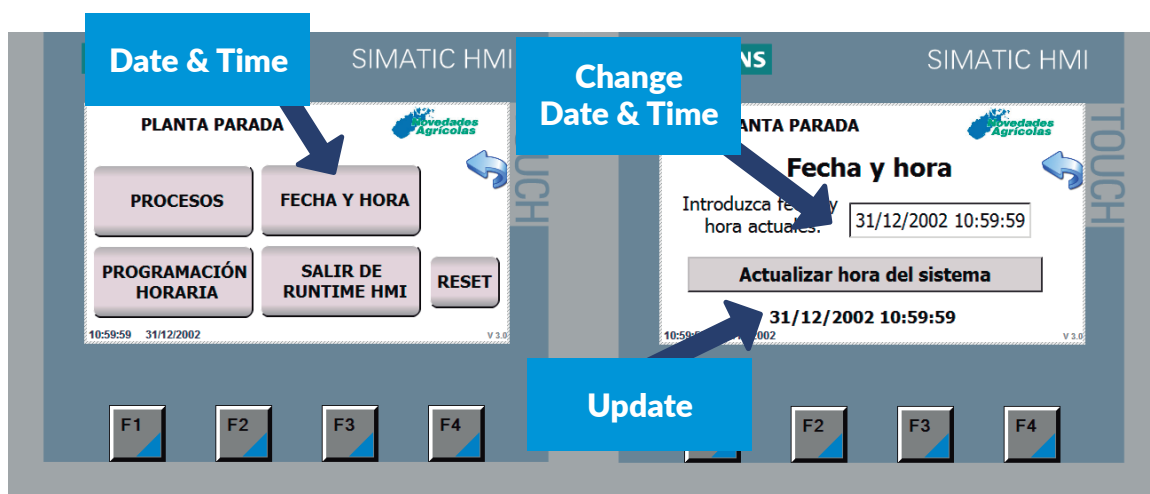 Date & Time
SIMATIC HMI
PLANTA PARADA
Novedades
Agrícolas
PROCESOS
FECHA Y HORA
PROGRAMACIÓN
HORARIA
SALIR DE
RUNTIME HMI
RESET
10:59:59 31/12/2002
V 3.0
F1
F2
F3
F4
Change
Date & Time
NS
SIMATIC HMI
TOUCH
ANTA PARADA
Novedades
Agrícolas
Fecha y hora
Introduzca fe y
hora actuales:
31/12/2002 10:59:59
Actualizar hora del sistema
31/12/2002 10:59:59
V 3.0
Update
F2
F3
F4